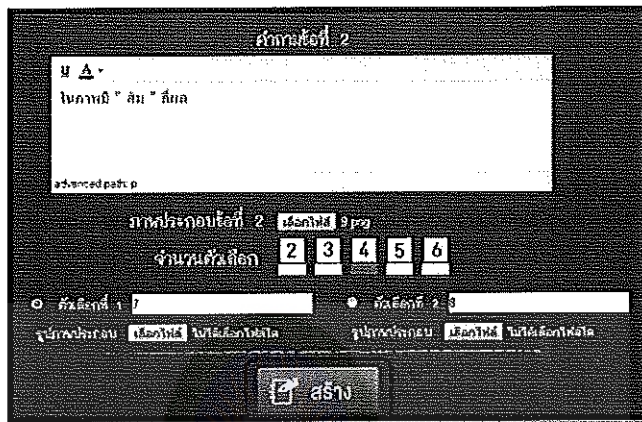 คำถามข้อที่ 2
U A
ในภาพมี " ส้ม " กี่ผล
advanced path: p
ภาพประกอบข้อที่ 2 เลือกไฟล์ 9.png
จำนวนตัวเลือก 2 3 4 5 6
ตัวเลือกที่ 1 7 ตัวเลือกที่ 2 8
รูปภาพประกอบ เลือกไฟล์ ไม่ได้เลือกไฟล์ใด รูปภาพประกอบ เลือกไฟล์ ไม่ได้เลือกไฟล์ใด
สร้าง